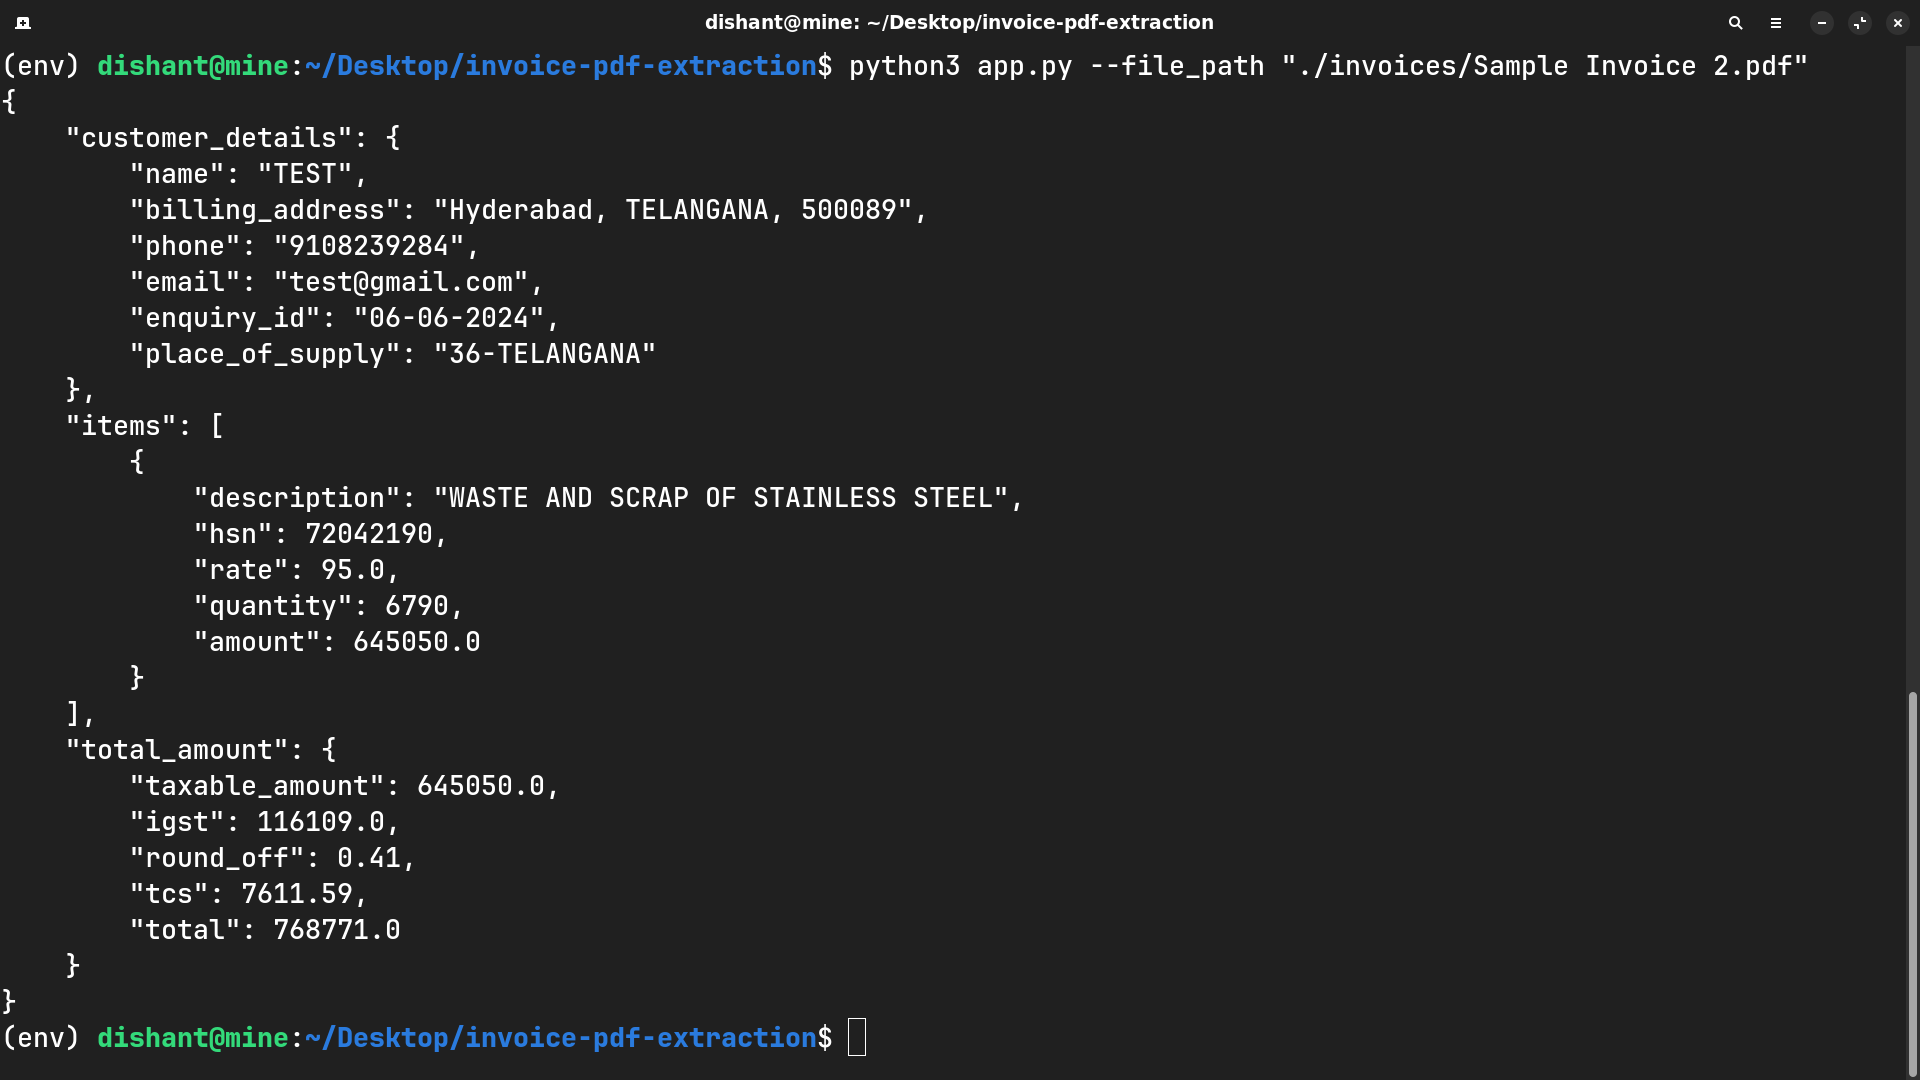 dishant@mine: ~/Desktop/invoice-pdf-extraction
(env) dishant@mine:~/Desktop/invoice-pdf-extraction$ python3 app.py --file_path "./invoices/Sample Invoice 2.pdf"
{
    "customer_details": {
        "name": "TEST",
        "billing_address": "Hyderabad, TELANGANA, 500089",
        "phone": "9108239284",
        "email": "test@gmail.com",
        "enquiry_id": "06-06-2024",
        "place_of_supply": "36-TELANGANA"
    },
    "items": [
        {
            "description": "WASTE AND SCRAP OF STAINLESS STEEL",
            "hsn": 72042190,
            "rate": 95.0,
            "quantity": 6790,
            "amount": 645050.0
        }
    ],
    "total_amount": {
        "taxable_amount": 645050.0,
        "igst": 116109.0,
        "round_off": 0.41,
        "tcs": 7611.59,
        "total": 768771.0
    }
}
(env) dishant@mine:~/Desktop/invoice-pdf-extraction$